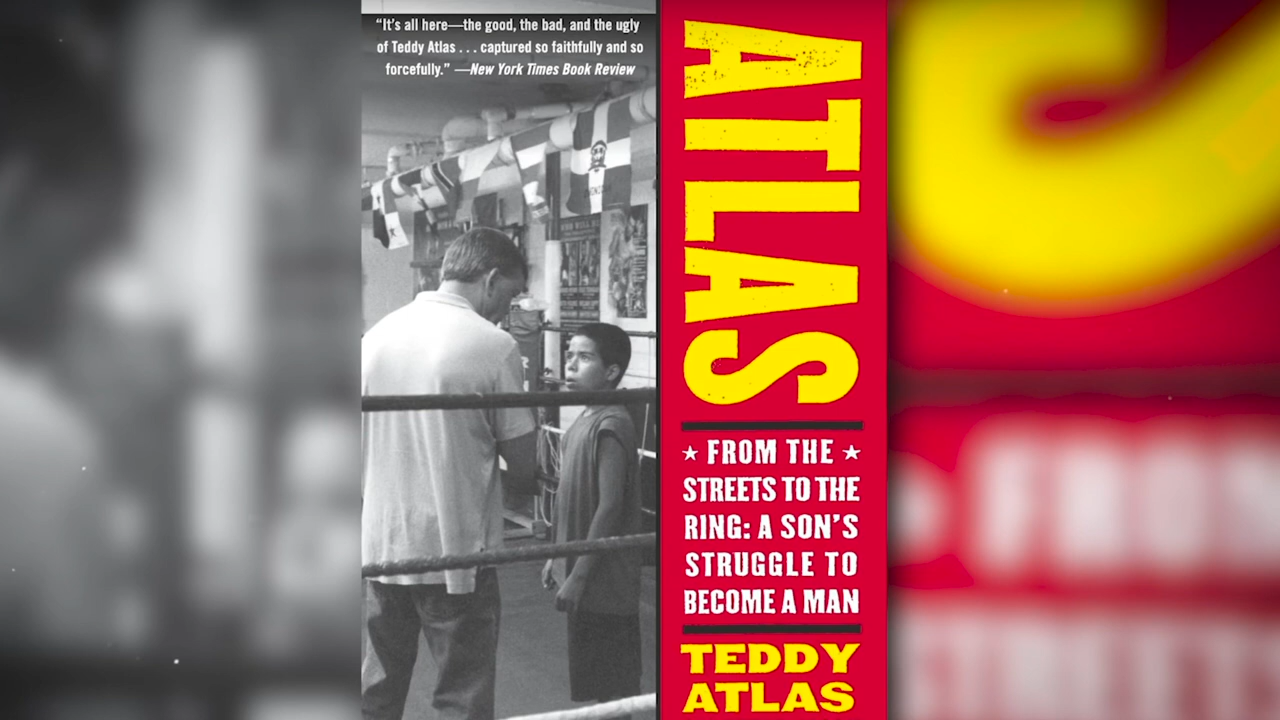 “It’s all here—the good, the bad, and the ugly
of Teddy Atlas . . . captured so faithfully and so
forcefully.” —New York Times Book Review
ATLAS
★ FROM THE ★
STREETS TO THE
RING: A SON’S
STRUGGLE TO
BECOME A MAN
TEDDY
ATLAS